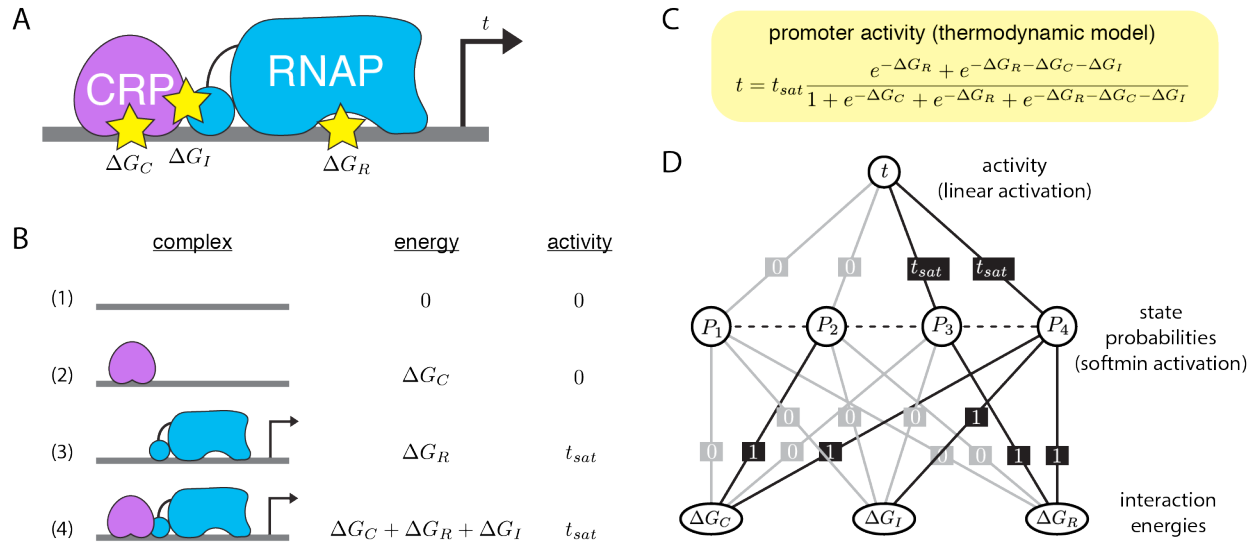 A
CRP
RNAP
t
ΔG_C
ΔG_I
ΔG_R
B
complex energy activity
(1) 0 0
(2) ΔG_C 0
(3) ΔG_R t_sat
(4) ΔG_C + ΔG_R + ΔG_I t_sat
C
promoter activity (thermodynamic model)
t = t_sat \frac{e^{-ΔG_R} + e^{-ΔG_R-ΔG_C-ΔG_I}}{1 + e^{-ΔG_C} + e^{-ΔG_R} + e^{-ΔG_R-ΔG_C-ΔG_I}}
D
t
activity
(linear activation)
0 0 t_sat t_sat
P_1 P_2 P_3 P_4
state
probabilities
(softmin activation)
0 0 0 1
0 1 0 1 0 0 1 1
ΔG_C ΔG_I ΔG_R
interaction
energies